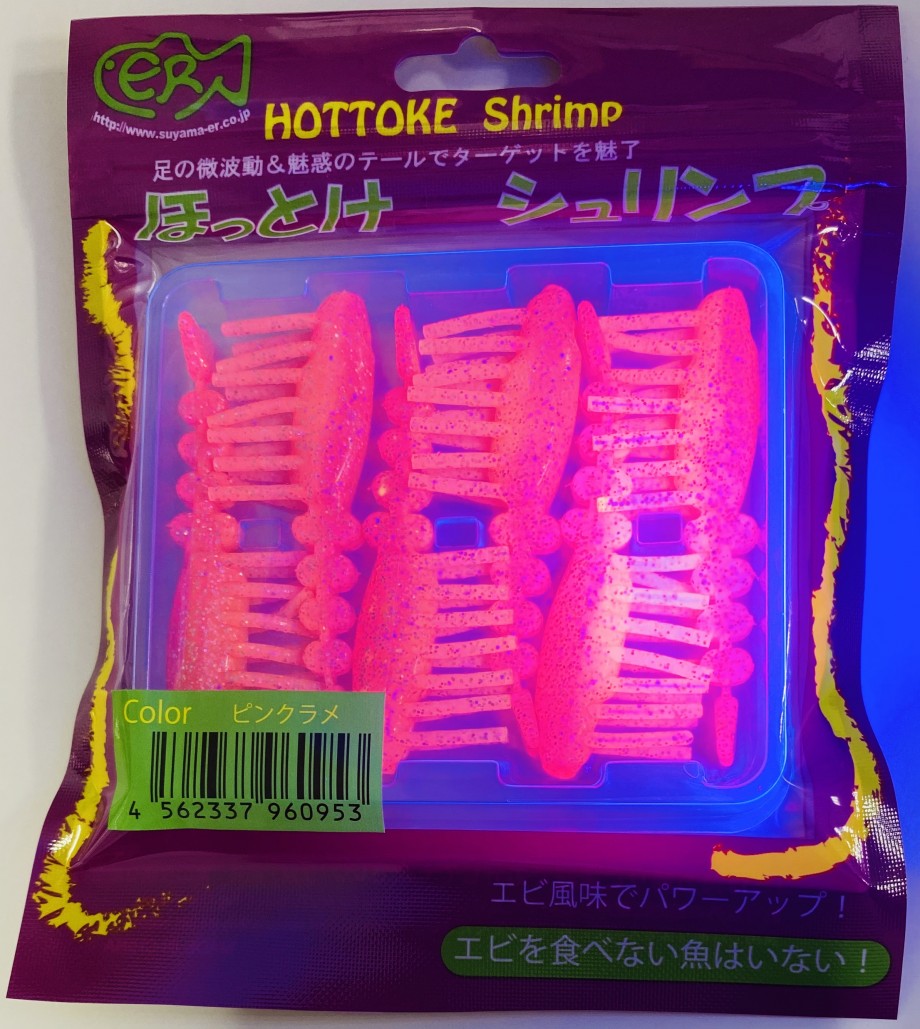 ERN
http://www.suyama-er.co.jp
HOTTOKE Shrimp
足の微波動＆魅惑のテールでターゲットを魅了
ほっとけ シュリンプ
Color ピンクラメ
4 562337 960953
エビ風味でパワーアップ！
エビを食べない魚はいない！